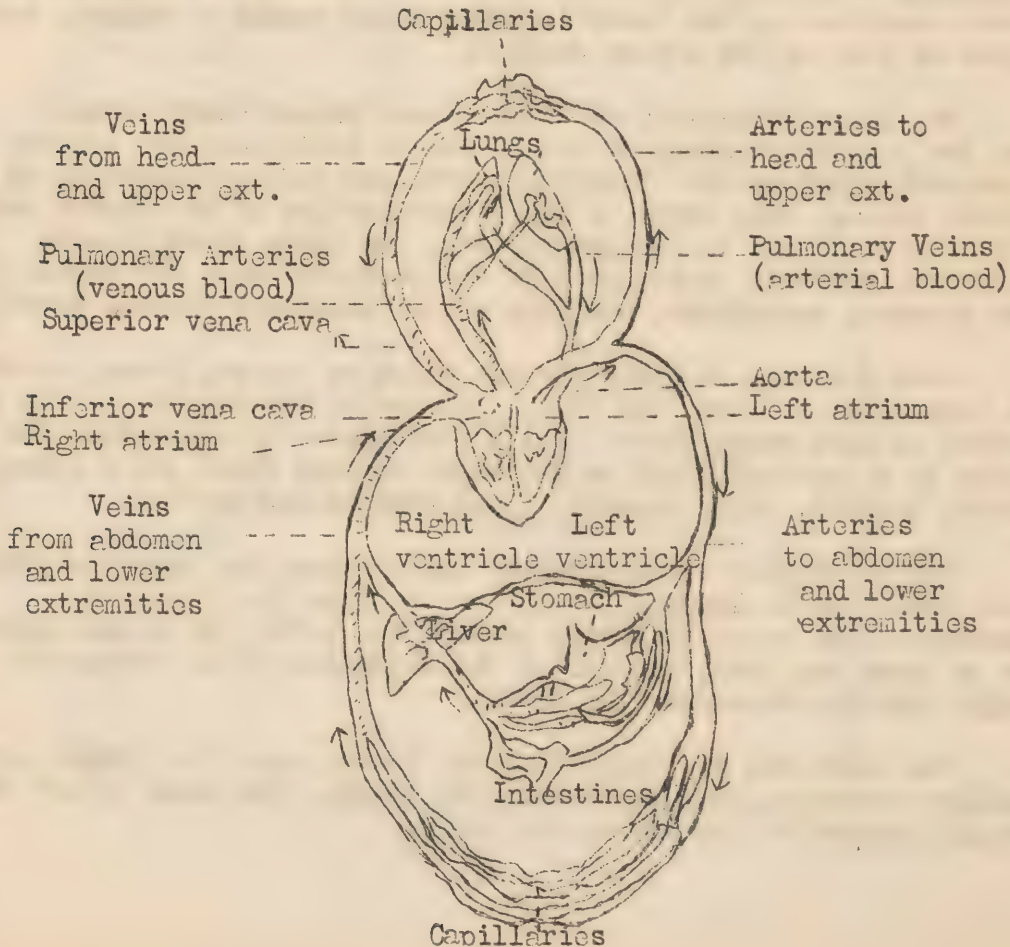 Capillaries
Veins
from head
and upper ext.
Lungs
Arteries to
head and
upper ext.
Pulmonary Arteries
(venous blood)
Superior vena cava
Pulmonary Veins
(arterial blood)
Inferior vena cava
Right atrium
Aorta
Left atrium
Veins
from abdomen
and lower
extremities
Right
ventricle
Left
ventricle
Arteries
to abdomen
and lower
extremities
Stomach
Liver
Intestines
Capillaries